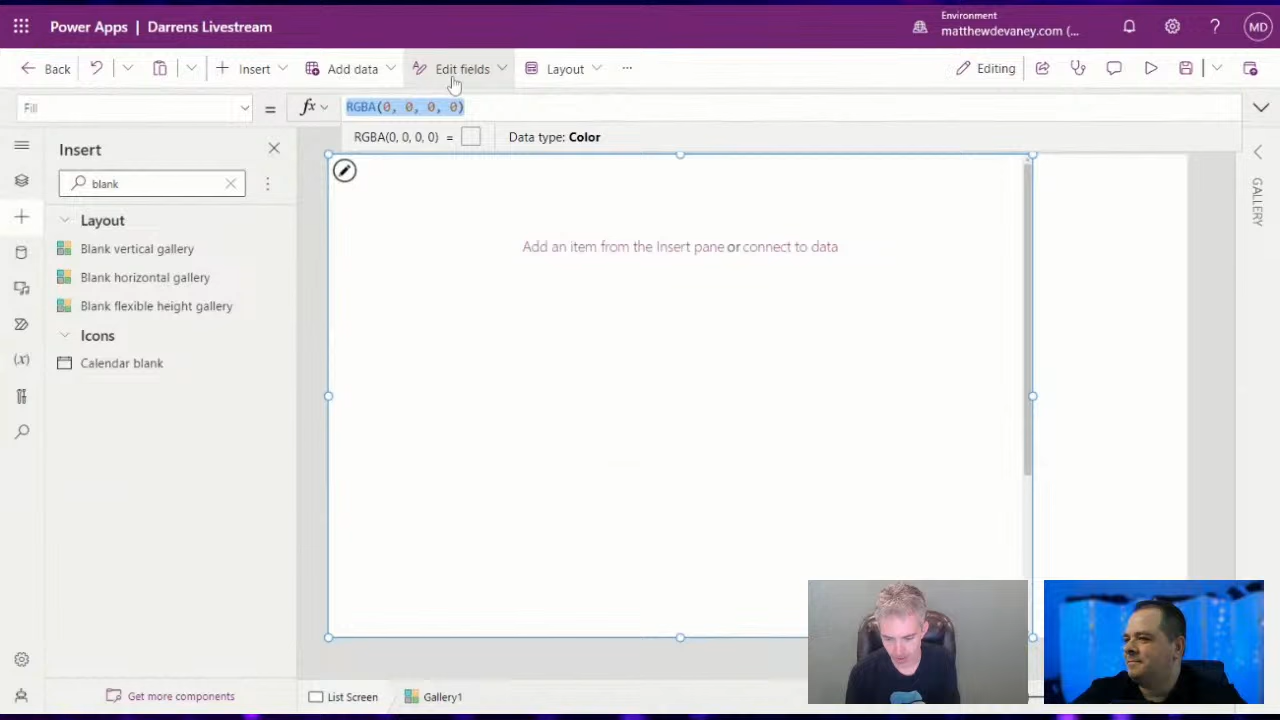 Power Apps | Darrens Livestream
Environment
matthewdevaney.com (...
MD
Back
Insert
Add data
Edit fields
Layout
...
Editing
Fill
=
fx
RGBA(0, 0, 0, 0)
RGBA(0, 0, 0, 0) =
Data type: Color
Insert
blank
Layout
Blank vertical gallery
Blank horizontal gallery
Blank flexible height gallery
Icons
Calendar blank
Add an item from the Insert pane or connect to data
GALLERY
(x)
Get more components
List Screen
Gallery1